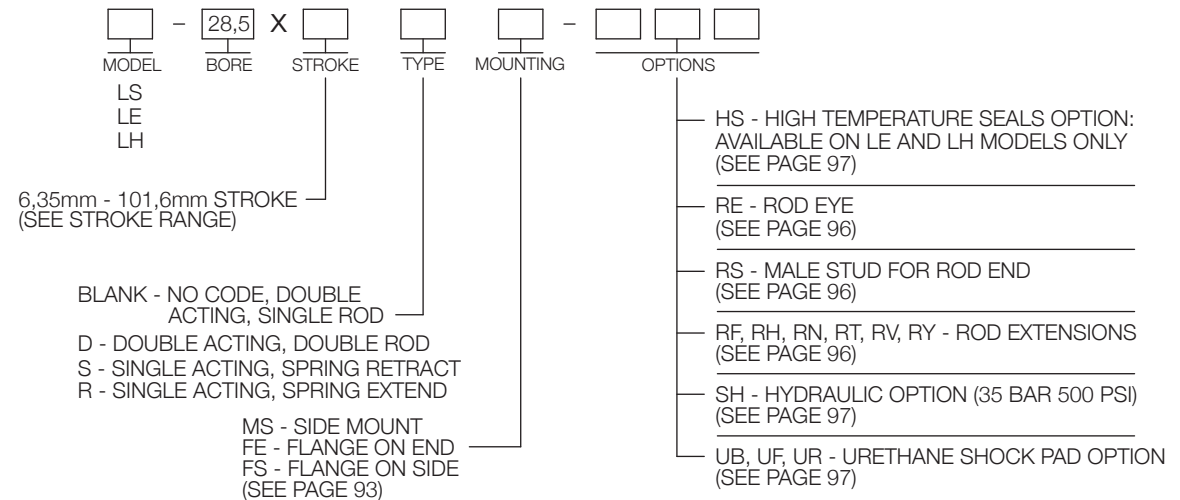 – 28,5 X –
MODEL BORE STROKE TYPE MOUNTING OPTIONS
LS
LE
LH
6,35mm - 101,6mm STROKE
(SEE STROKE RANGE)
BLANK - NO CODE, DOUBLE
ACTING, SINGLE ROD
D - DOUBLE ACTING, DOUBLE ROD
S - SINGLE ACTING, SPRING RETRACT
R - SINGLE ACTING, SPRING EXTEND
MS - SIDE MOUNT
FE - FLANGE ON END
FS - FLANGE ON SIDE
(SEE PAGE 93)
HS - HIGH TEMPERATURE SEALS OPTION:
AVAILABLE ON LE AND LH MODELS ONLY
(SEE PAGE 97)
RE - ROD EYE
(SEE PAGE 96)
RS - MALE STUD FOR ROD END
(SEE PAGE 96)
RF, RH, RN, RT, RV, RY - ROD EXTENSIONS
(SEE PAGE 96)
SH - HYDRAULIC OPTION (35 BAR 500 PSI)
(SEE PAGE 97)
UB, UF, UR - URETHANE SHOCK PAD OPTION
(SEE PAGE 97)